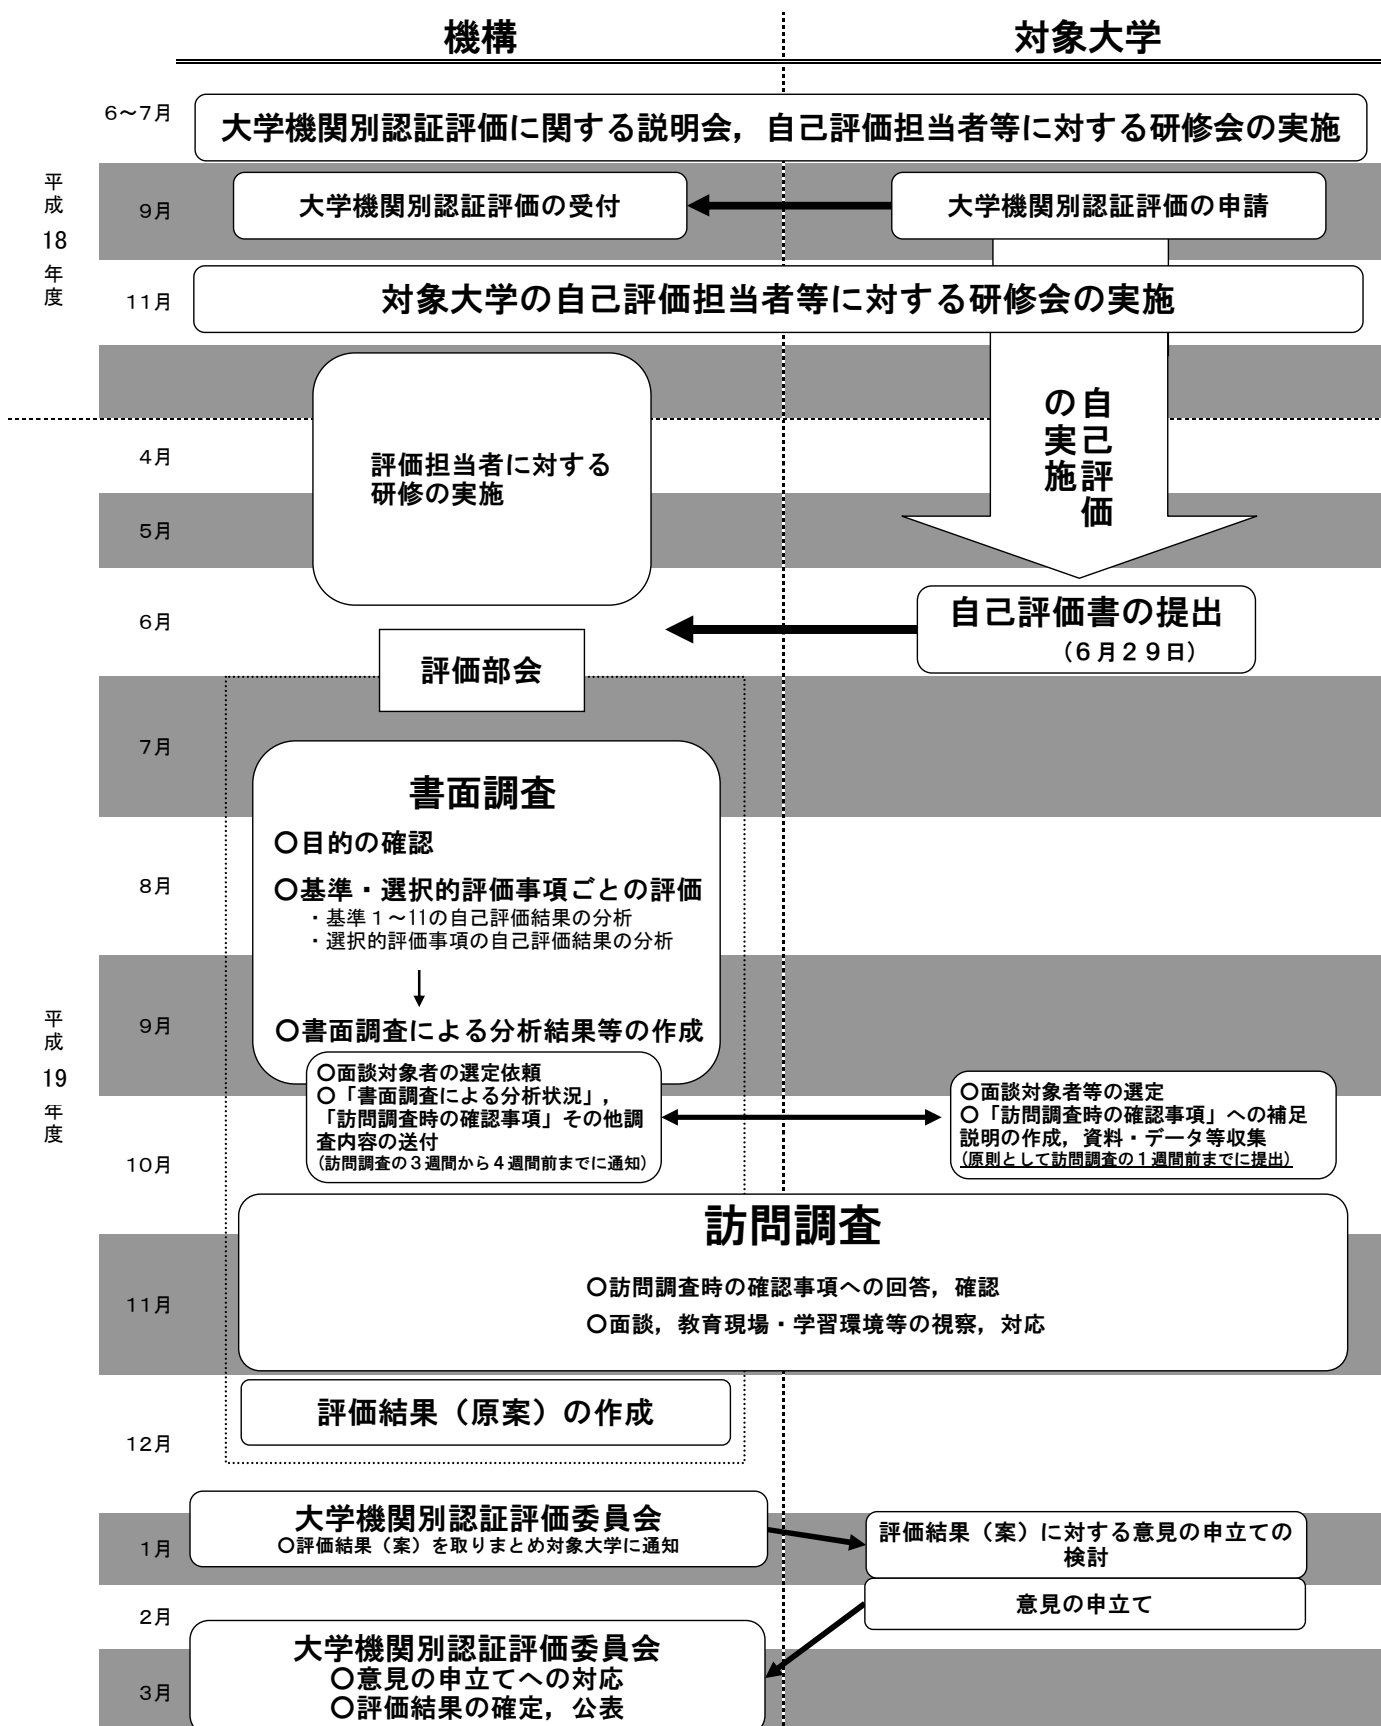 機構
対象大学
6～7月
大学機関別認証評価に関する説明会，自己評価担当者等に対する研修会の実施
平成18年度
9月
大学機関別認証評価の受付
大学機関別認証評価の申請
11月
対象大学の自己評価担当者等に対する研修会の実施
自己評価
の実施
4月
評価担当者に対する
研修の実施
5月
6月
自己評価書の提出
（６月２９日）
評価部会
7月
書面調査
○目的の確認
8月
○基準・選択的評価事項ごとの評価
・基準１～11の自己評価結果の分析
・選択的評価事項の自己評価結果の分析
平成19年度
9月
○書面調査による分析結果等の作成
○面談対象者の選定依頼
○「書面調査による分析状況」，
「訪問調査時の確認事項」その他調
査内容の送付
(訪問調査の３週間から４週間前までに通知)
○面談対象者等の選定
○「訪問調査時の確認事項」への補足
説明の作成，資料・データ等収集
(原則として訪問調査の１週間前までに提出)
10月
訪問調査
○訪問調査時の確認事項への回答，確認
11月
○面談，教育現場・学習環境等の視察，対応
評価結果（原案）の作成
12月
大学機関別認証評価委員会
○評価結果（案）を取りまとめ対象大学に通知
1月
評価結果（案）に対する意見の申立ての
検討
意見の申立て
2月
大学機関別認証評価委員会
○意見の申立てへの対応
3月
○評価結果の確定，公表